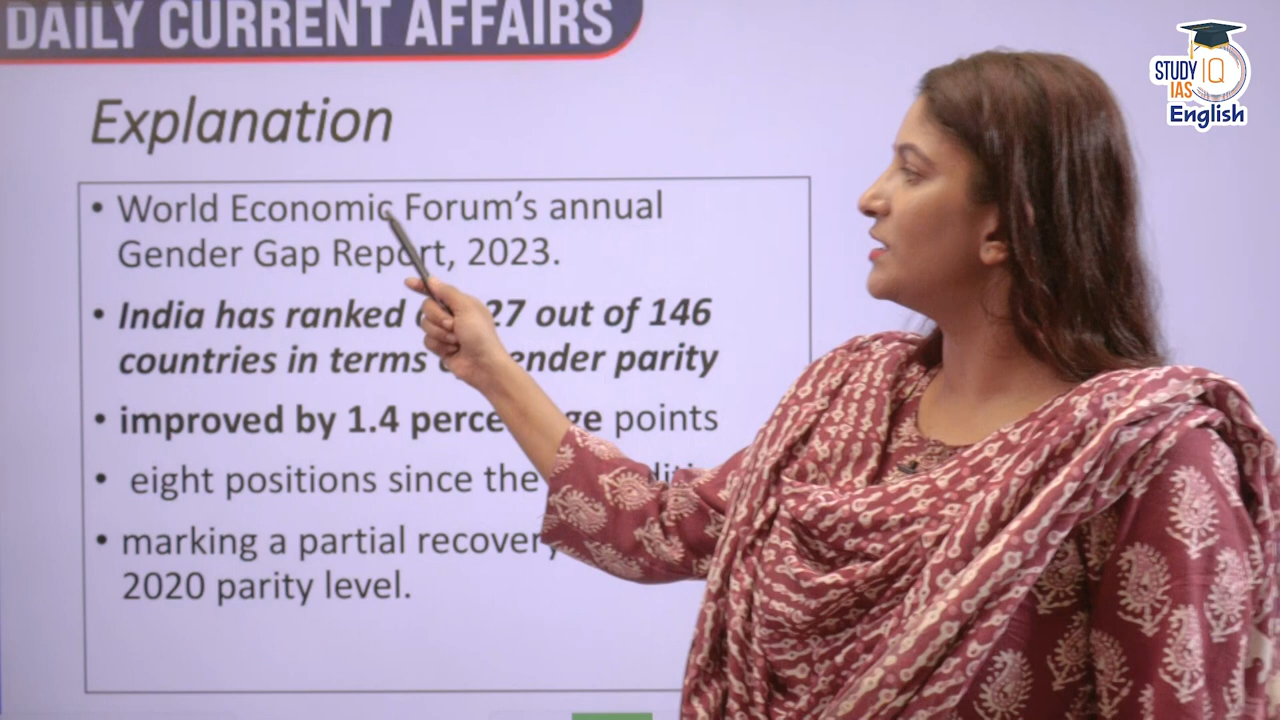 DAILY CURRENT AFFAIRS
STUDY IQ
IAS
English
Explanation
• World Economic Forum's annual
Gender Gap Report, 2023.
• India has ranked 27 out of 146
countries in terms gender parity
• improved by 1.4 percentage points
• eight positions since the
• marking a partial recovery
2020 parity level.